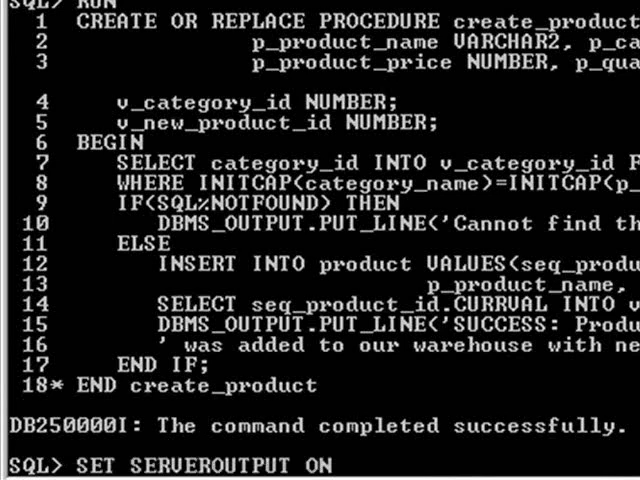 SQL> RUN
1 CREATE OR REPLACE PROCEDURE create_product
2 p_product_name VARCHAR2, p_ca
3 p_product_price NUMBER, p_qua
4 v_category_id NUMBER;
5 v_new_product_id NUMBER;
6 BEGIN
7 SELECT category_id INTO v_category_id F
8 WHERE INITCAP(category_name)=INITCAP(p_
9 IF(SQL%NOTFOUND) THEN
10 DBMS_OUTPUT.PUT_LINE('Cannot find th
11 ELSE
12 INSERT INTO product VALUES(seq_produ
13 p_product_name,
14 SELECT seq_product_id.CURRVAL INTO v
15 DBMS_OUTPUT.PUT_LINE('SUCCESS: Produ
16 ' was added to our warehouse with ne
17 END IF;
18* END create_product
DB250000I: The command completed successfully.
SQL> SET SERVEROUTPUT ON